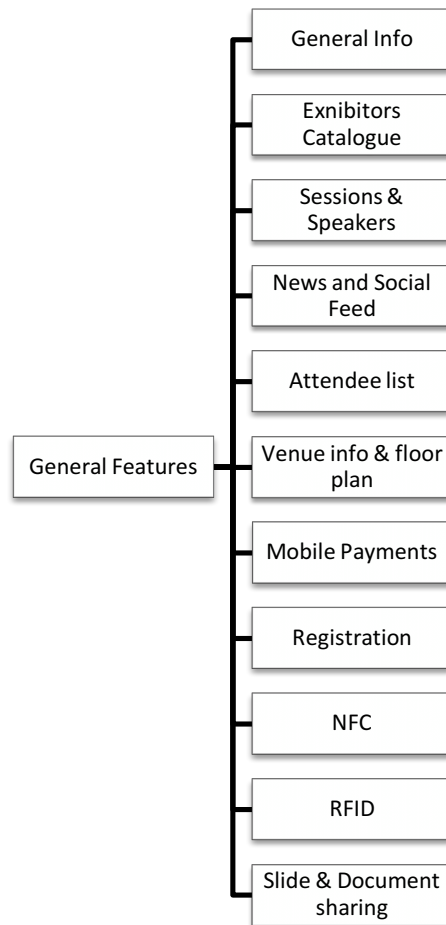 General Info
Exnibitors
Catalogue
Sessions &
Speakers
News and Social
Feed
Attendee list
General Features
Venue info & floor
plan
Mobile Payments
Registration
NFC
RFID
Slide & Document
sharing